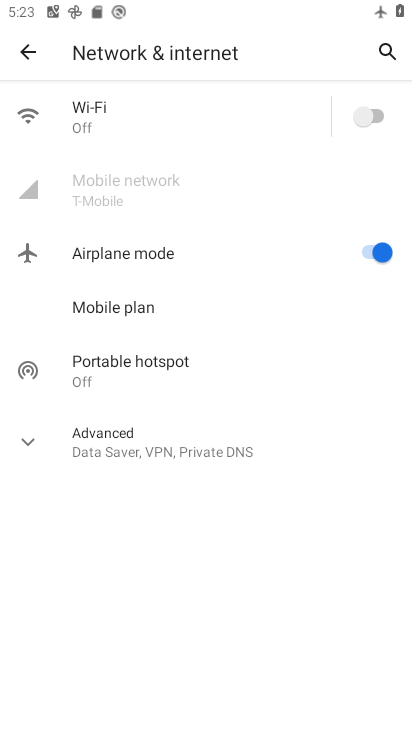 5:23
Network & internet
Wi-Fi
Off
Mobile network
T-Mobile
Airplane mode
Mobile plan
Portable hotspot
Off
Advanced
Data Saver, VPN, Private DNS